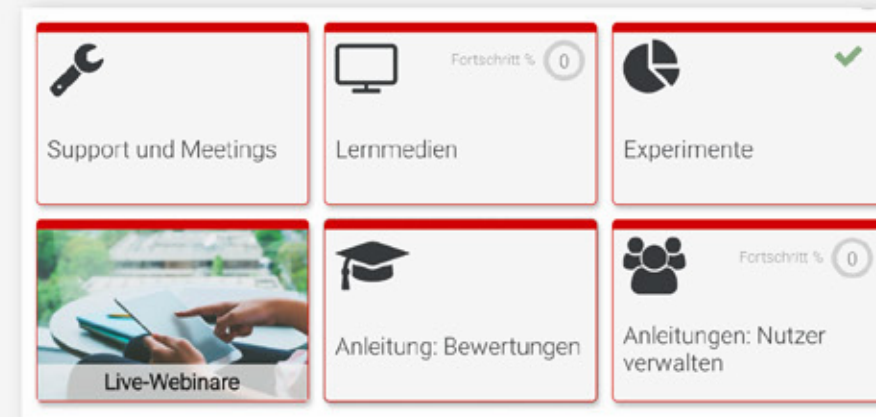 Fortschritt % 0
Support und Meetings
Lernmedien
Experimente
Fortschritt % 0
Live-Webinare
Anleitung: Bewertungen
Anleitungen: Nutzer
verwalten